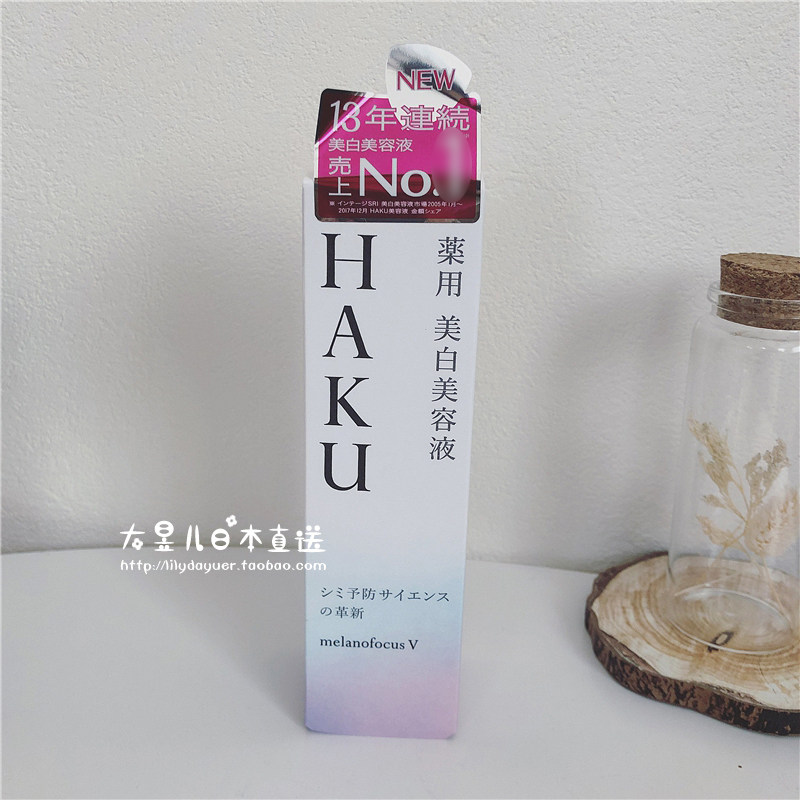 NEW
13年連続
美白美容液
売上No.
※ インテージSRI 美白美容液市場2005年1月～
2017年12月 HAKU美容液 金額シェア
HAKU
薬用 美白美容液
大昱儿日本直送
http://lilydayuer.taobao.com
シミ予防サイエンス
の革新
melanofocus V